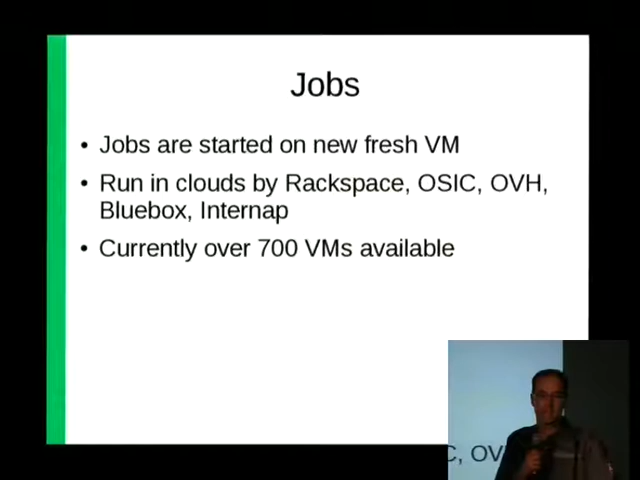 Jobs
• Jobs are started on new fresh VM
• Run in clouds by Rackspace, OSIC, OVH,
Bluebox, Internap
• Currently over 700 VMs available
C, OV